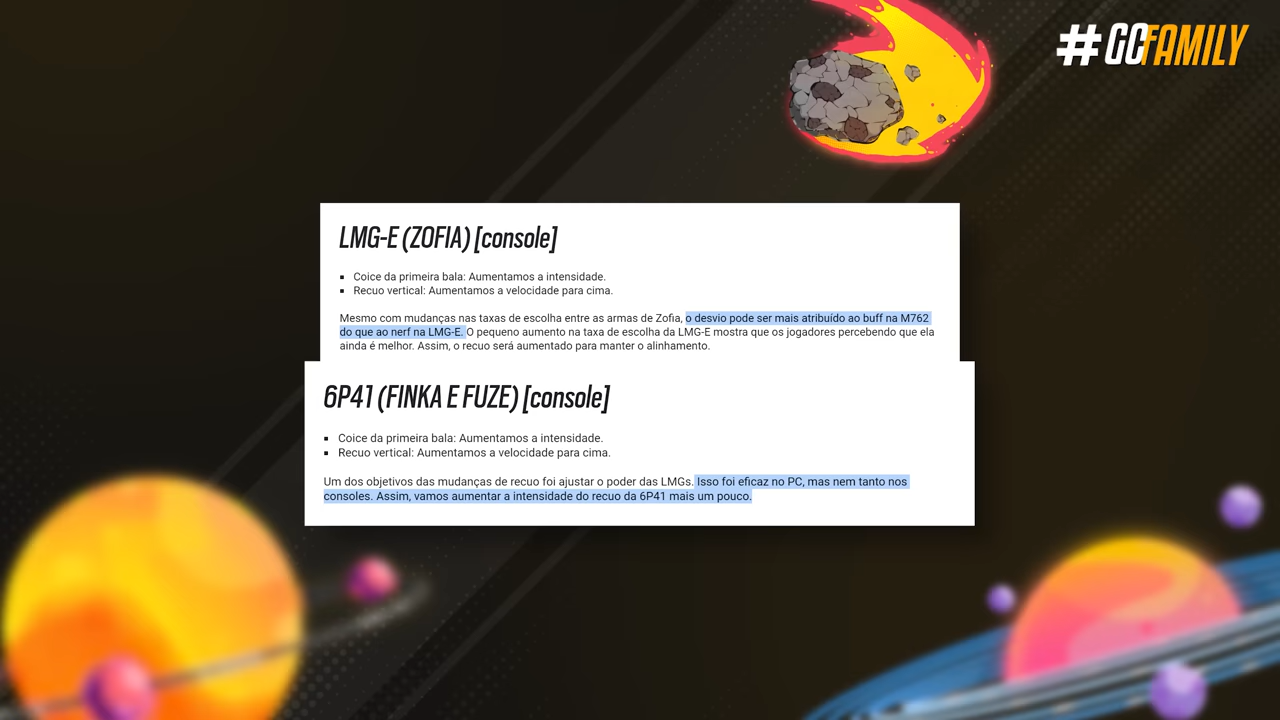 #GCFAMILY
LMG-E (ZOFIA) [console]
▪ Coice da primeira bala: Aumentamos a intensidade.
▪ Recuo vertical: Aumentamos a velocidade para cima.
Mesmo com mudanças nas taxas de escolha entre as armas de Zofia, o desvio pode ser mais atribuído ao buff na M762
do que ao nerf na LMG-E. O pequeno aumento na taxa de escolha da LMG-E mostra que os jogadores percebendo que ela
ainda é melhor. Assim, o recuo será aumentado para manter o alinhamento.
6P41 (FINKA E FUZE) [console]
▪ Coice da primeira bala: Aumentamos a intensidade.
▪ Recuo vertical: Aumentamos a velocidade para cima.
Um dos objetivos das mudanças de recuo foi ajustar o poder das LMGs. Isso foi eficaz no PC, mas nem tanto nos
consoles. Assim, vamos aumentar a intensidade do recuo da 6P41 mais um pouco.